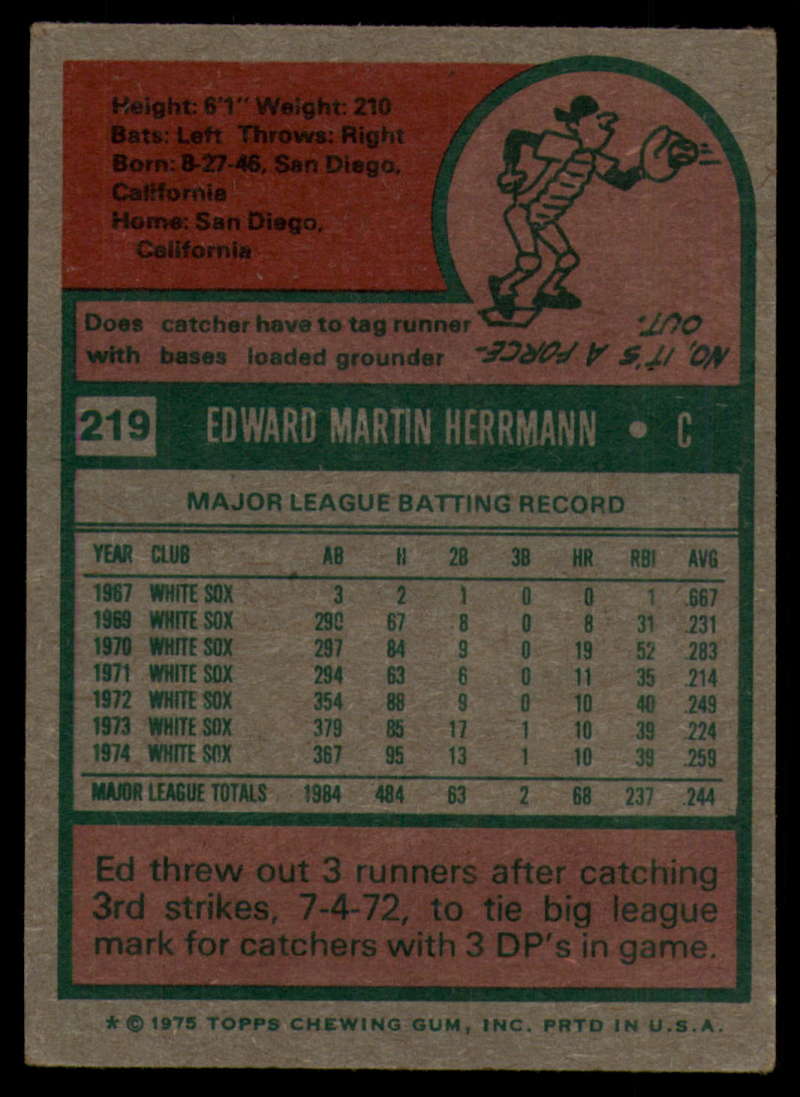 Height: 6'1" Weight: 210
Bats: Left Throws: Right
Born: 8-27-46, San Diego,
California
Home: San Diego,
California
Does catcher have to tag runner
with bases loaded grounder
NO, IT'S A FORCE-
OUT.
219 EDWARD MARTIN HERRMANN • C
MAJOR LEAGUE BATTING RECORD
YEAR CLUB AB H 2B 3B HR RBI AVG
1967 WHITE SOX 3 2 1 0 0 1 .667
1969 WHITE SOX 290 67 8 0 8 31 .231
1970 WHITE SOX 297 84 9 0 19 52 .283
1971 WHITE SOX 294 63 6 0 11 35 .214
1972 WHITE SOX 354 88 9 0 10 40 .249
1973 WHITE SOX 379 85 17 1 10 39 .224
1974 WHITE SOX 367 95 13 1 10 39 .259
MAJOR LEAGUE TOTALS 1984 484 63 2 68 237 .244
Ed threw out 3 runners after catching
3rd strikes, 7-4-72, to tie big league
mark for catchers with 3 DP's in game.
* © 1975 TOPPS CHEWING GUM, INC. PRTD IN U.S.A.